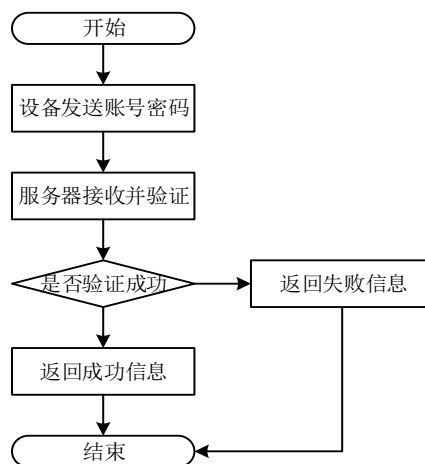 开始
设备发送账号密码
服务器接收并验证
是否验证成功
返回失败信息
返回成功信息
结束